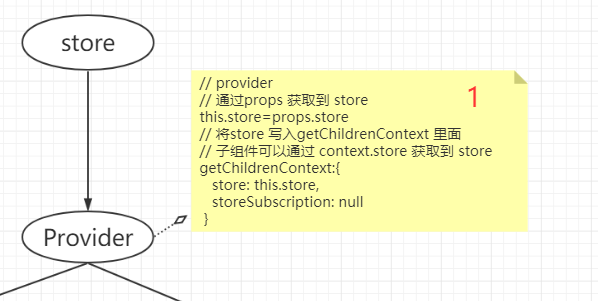 store
// provider
// 通过props 获取到 store
this.store=props.store
// 将store 写入getChildrenContext 里面
// 子组件可以通过 context.store 获取到 store
getChildrenContext:{
store: this.store,
storeSubscription: null
}
1
Provider